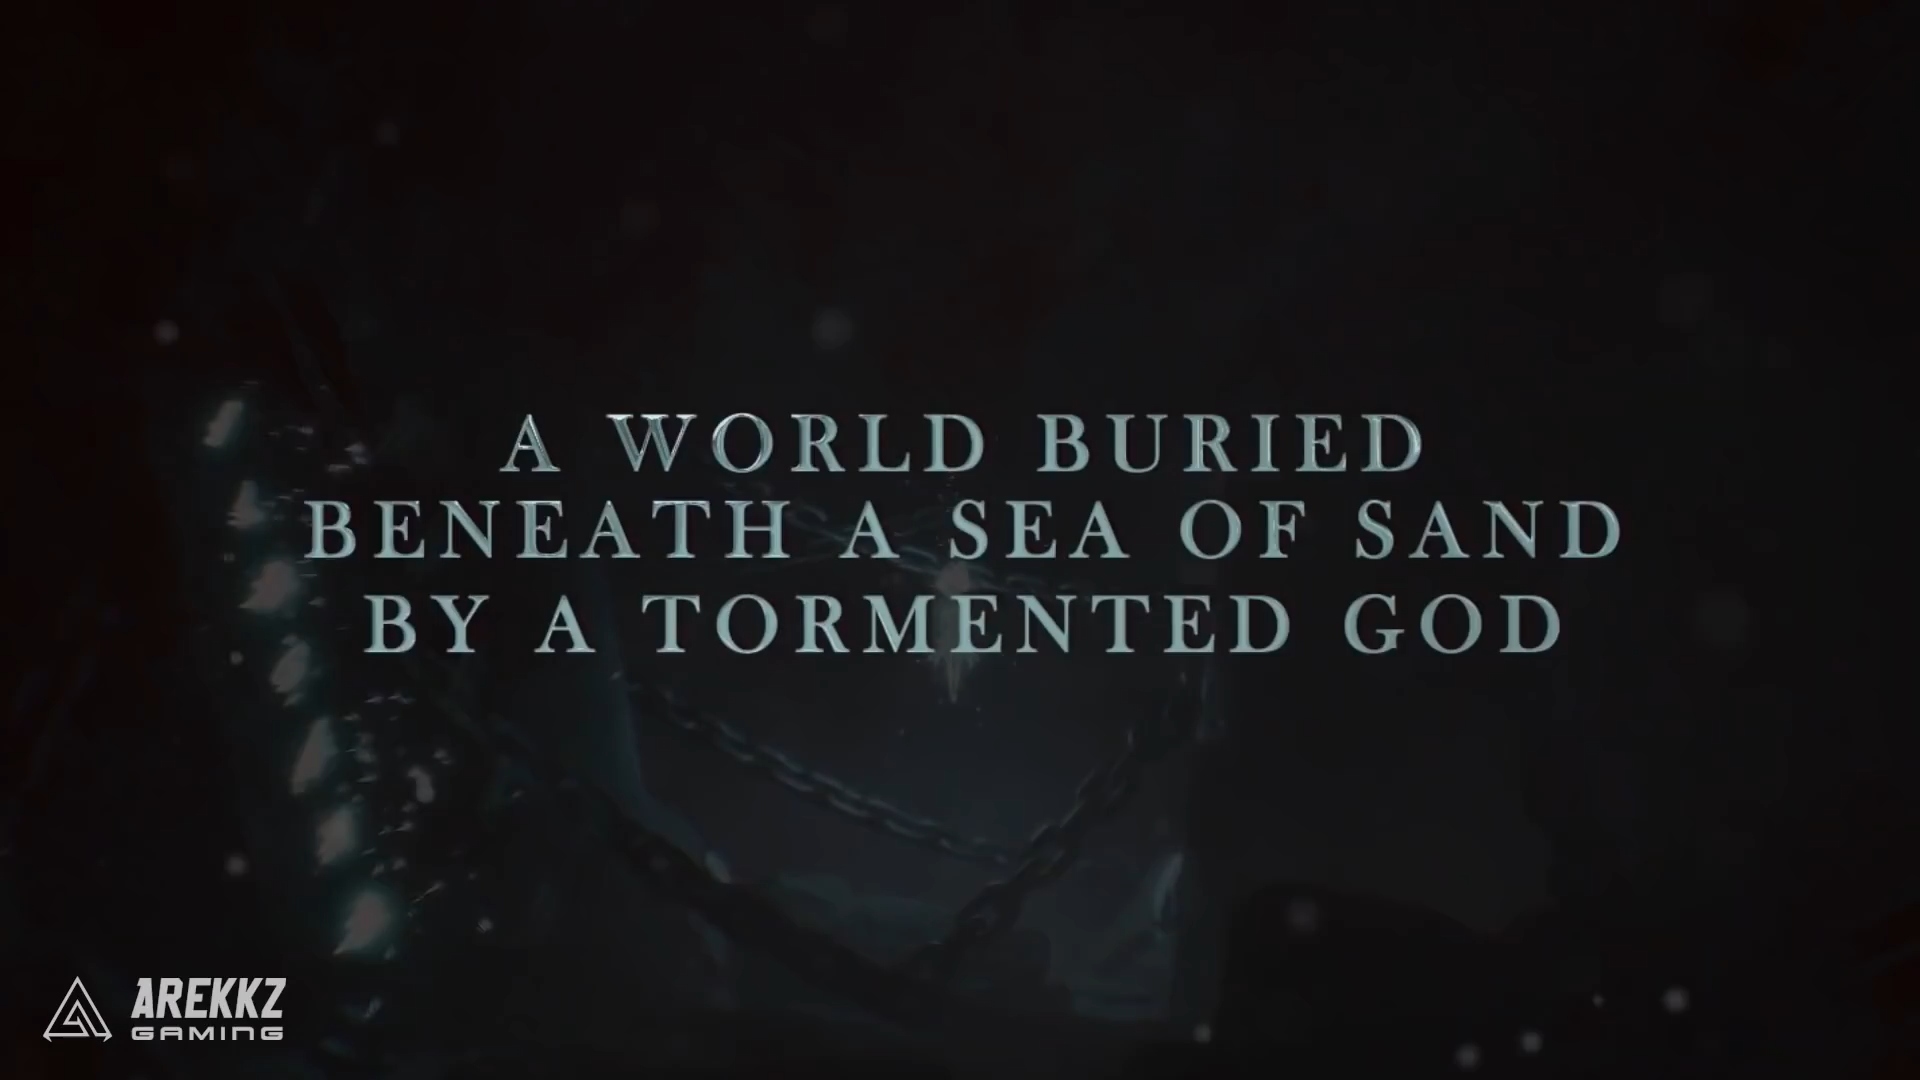 A WORLD BURIED
BENEATH A SEA OF SAND
BY A TORMENTED GOD
AREKKZ
GAMING